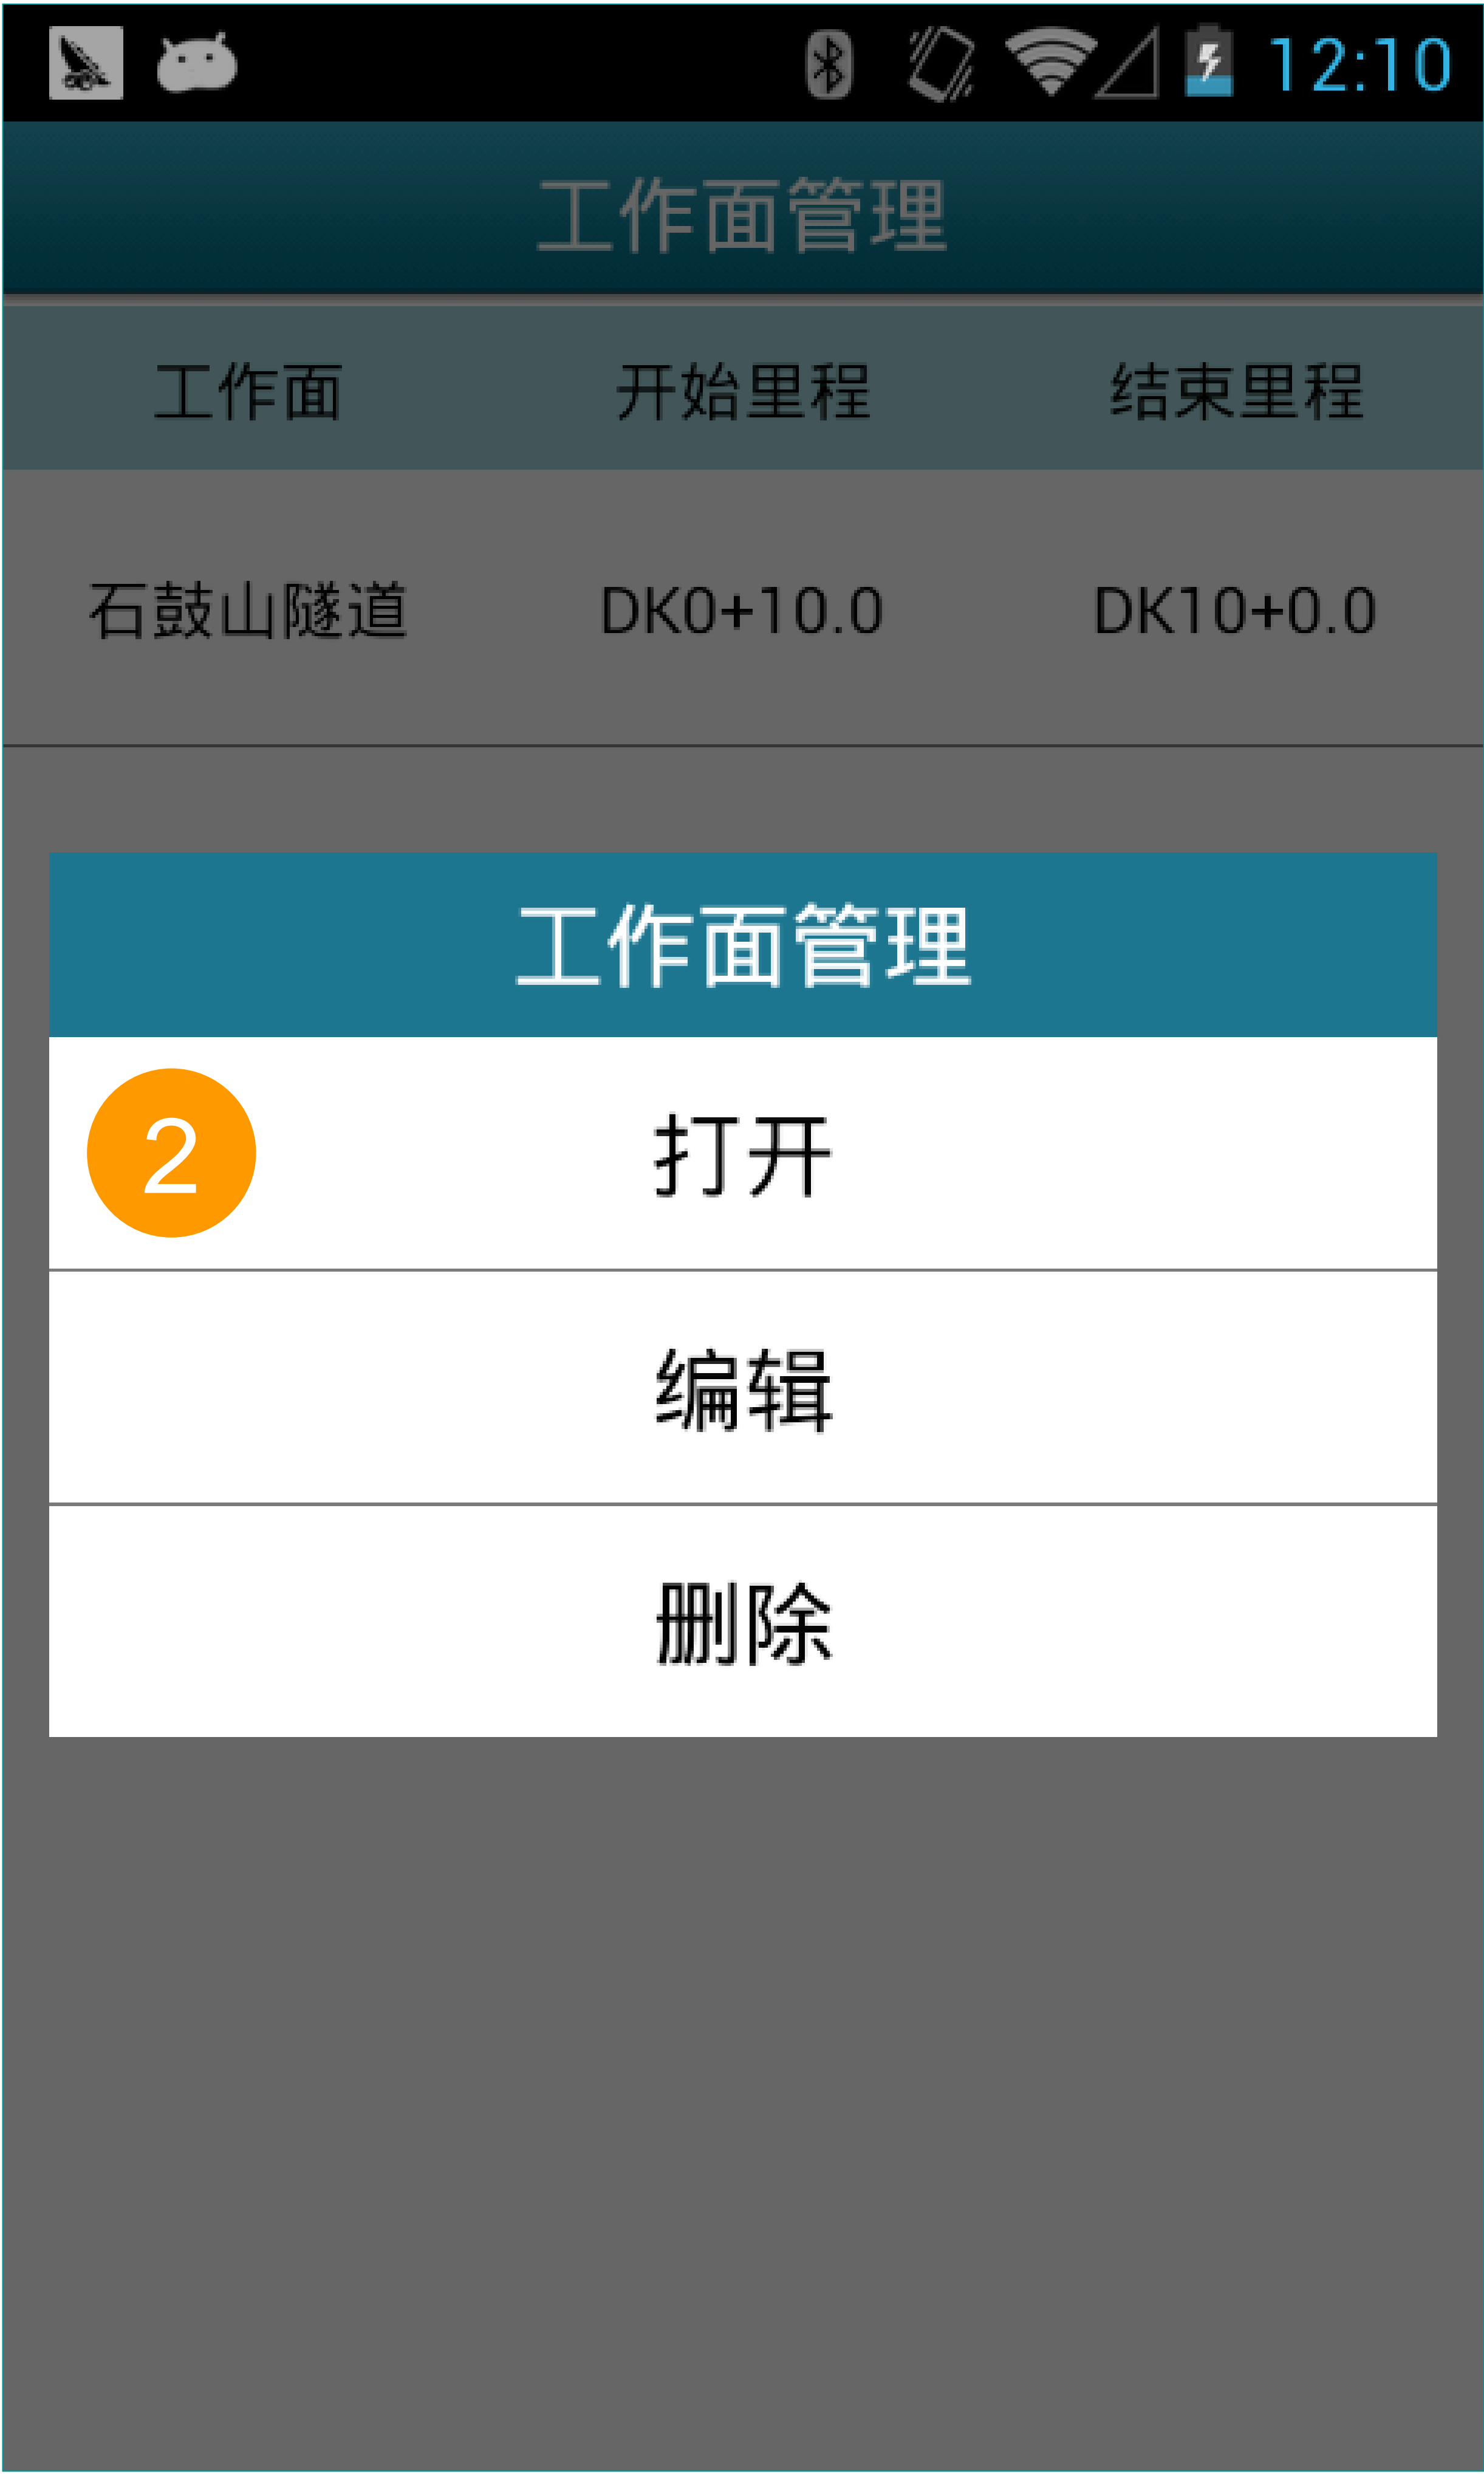 12:10
工作面管理
工作面 开始里程 结束里程
石鼓山隧道 DK0+10.0 DK10+0.0
工作面管理
2 打开
编辑
删除